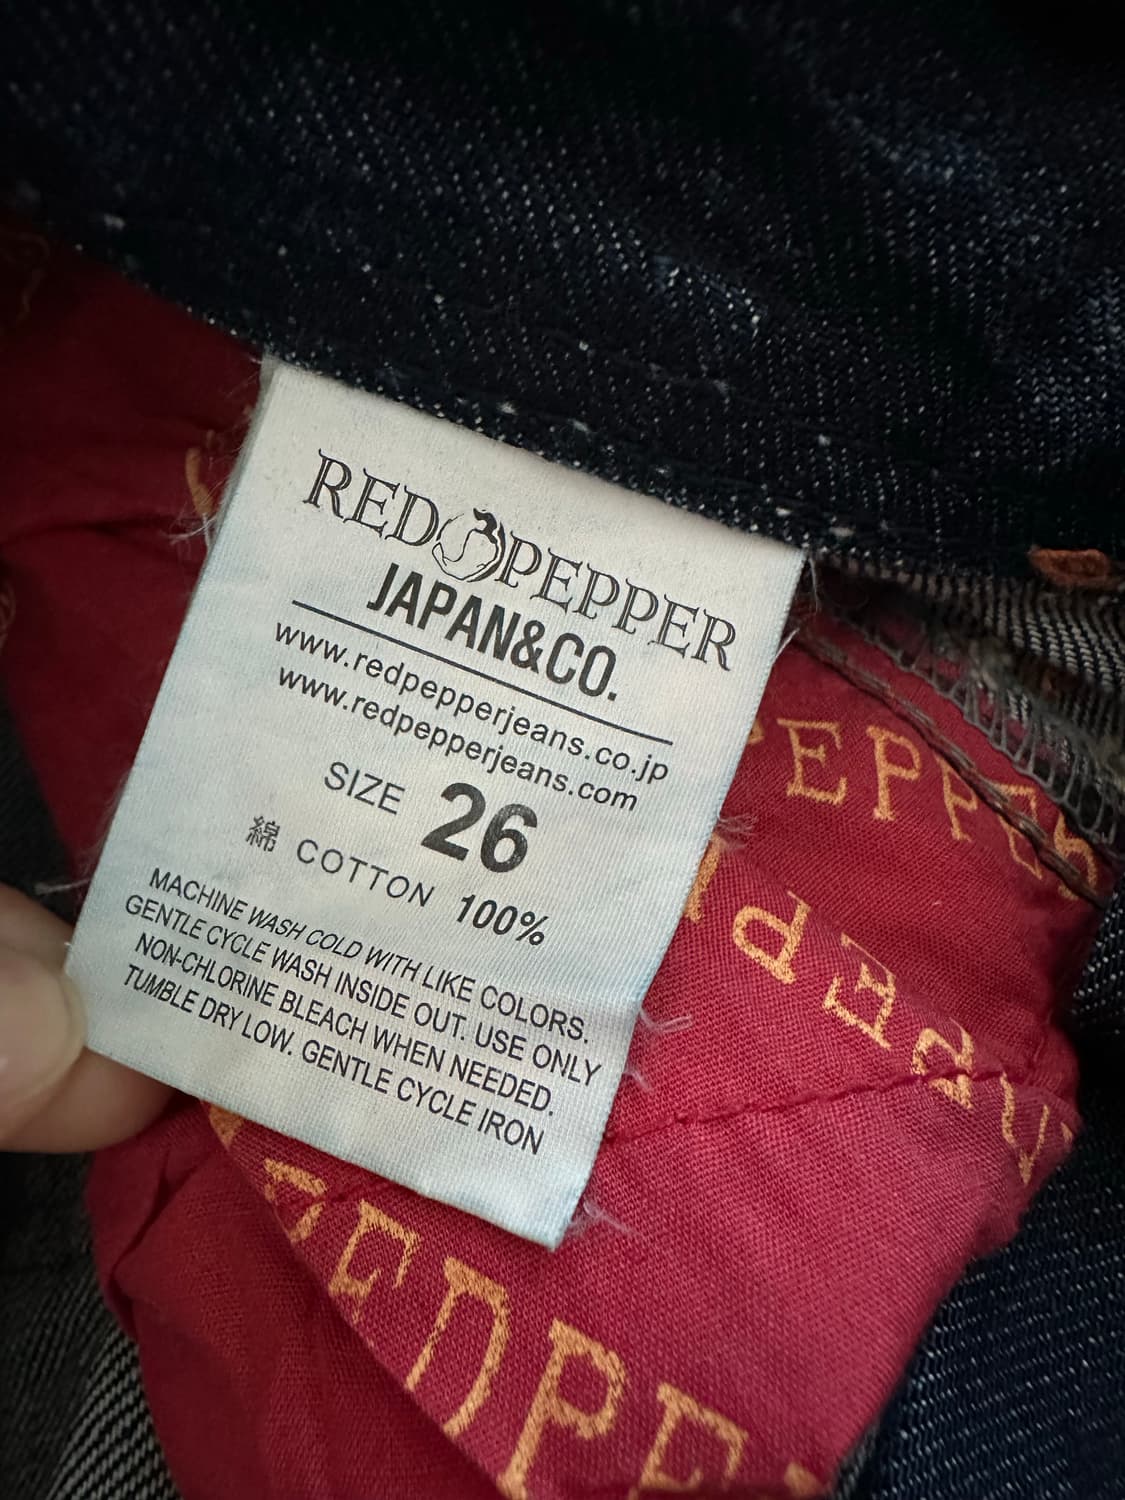 RED PEPPER
JAPAN&CO.
www.redpepperjeans.co.jp
www.redpepperjeans.com
SIZE 26
綿 COTTON 100%
MACHINE WASH COLD WITH LIKE COLORS.
GENTLE CYCLE WASH INSIDE OUT. USE ONLY
NON-CHLORINE BLEACH WHEN NEEDED.
TUMBLE DRY LOW. GENTLE CYCLE IRON
PEPPES